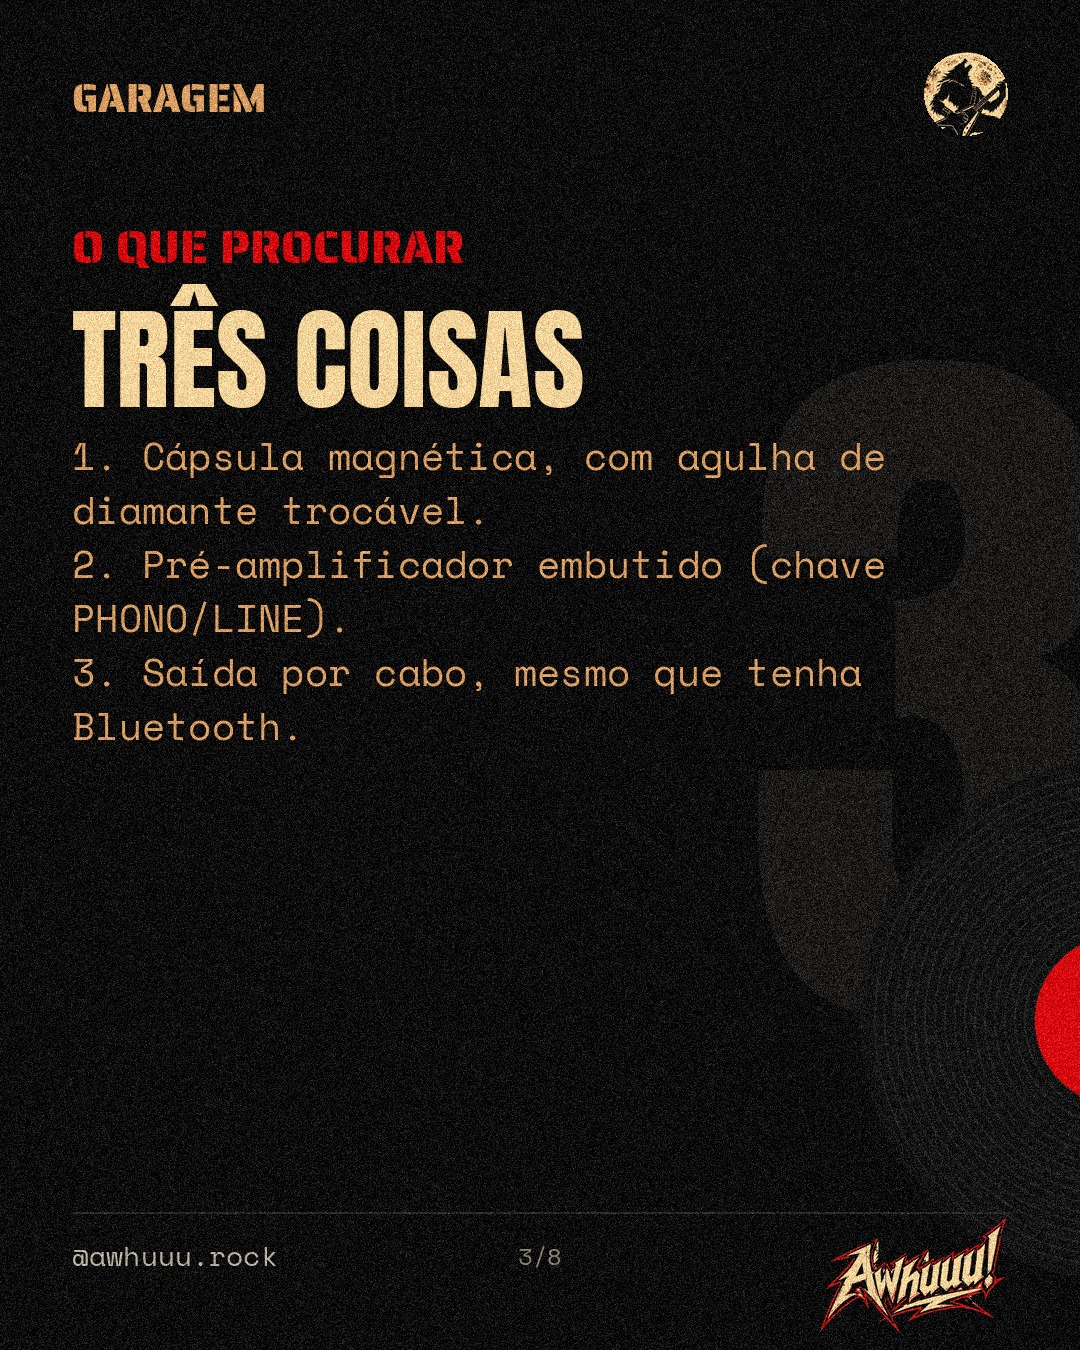 GARAGEM
O QUE PROCURAR
TRÊS COISAS
1. Cápsula magnética, com agulha de
diamante trocável.
2. Pré-amplificador embutido (chave
PHONO/LINE).
3. Saída por cabo, mesmo que tenha
Bluetooth.
3
@awhuuu.rock
3/8
Awhuuu!